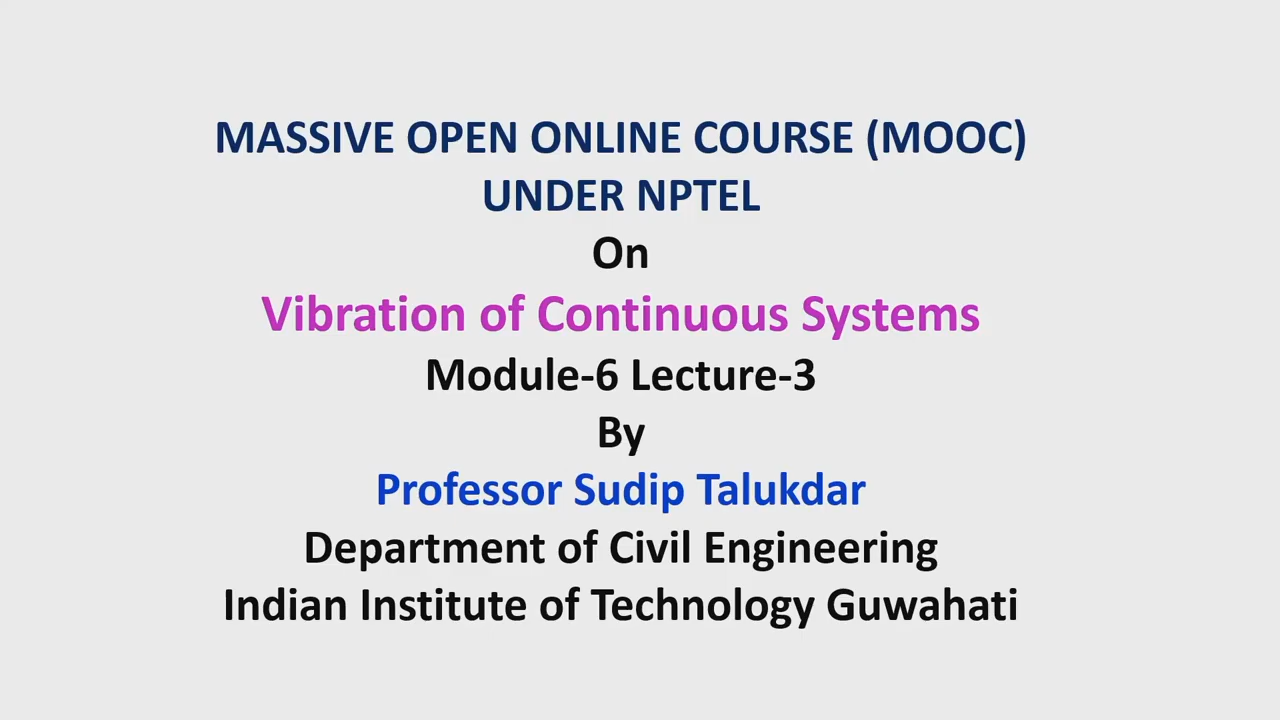 MASSIVE OPEN ONLINE COURSE (MOOC)
UNDER NPTEL
On
Vibration of Continuous Systems
Module-6 Lecture-3
By
Professor Sudip Talukdar
Department of Civil Engineering
Indian Institute of Technology Guwahati